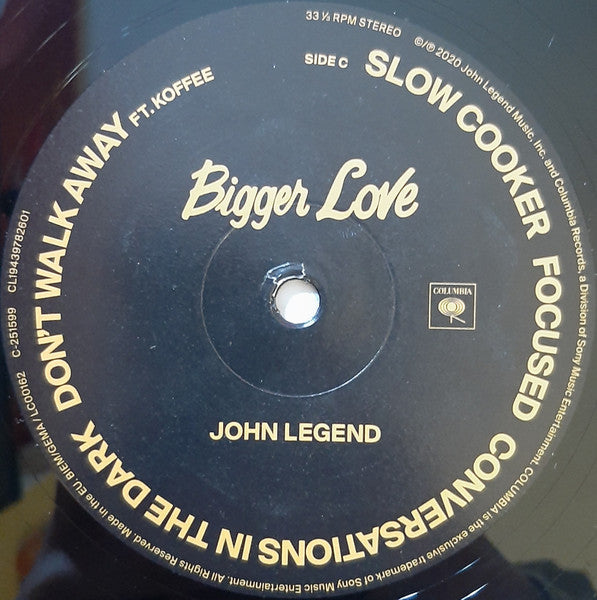 33 ⅓ RPM STEREO
SIDE C
SLOW COOKER FOCUSED CONVERSATIONS IN THE DARK DON'T WALK AWAY FT. KOFFEE
Bigger Love
COLUMBIA
JOHN LEGEND
©/℗ 2020 John Legend Music, Inc. and Columbia Records, a Division of Sony Music Entertainment. COLUMBIA is the exclusive trademark of Sony Music Entertainment. All Rights Reserved. Made in the EU. BIEM/GEMA / LC00162 C-251599 CL19439782601